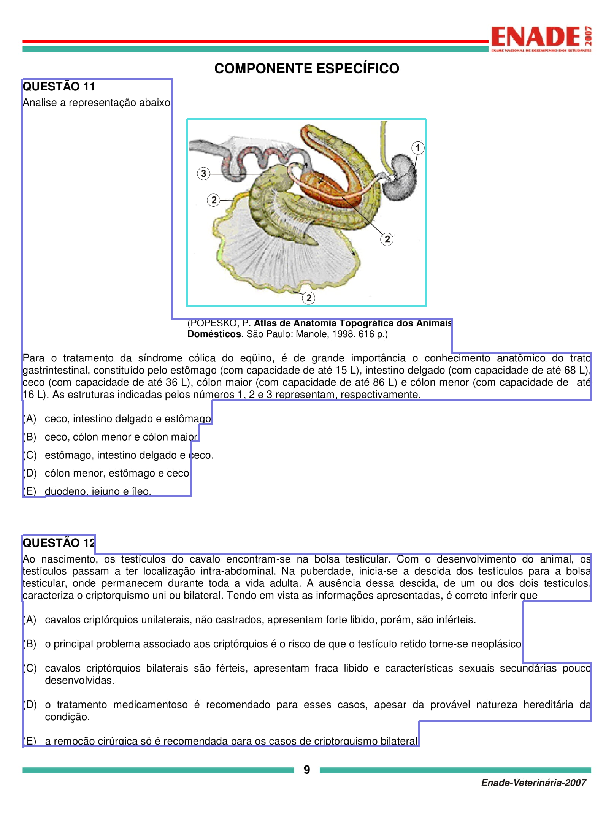 ENADE 2007
EXAME NACIONAL DE DESEMPENHO DOS ESTUDANTES
COMPONENTE ESPECÍFICO
QUESTÃO 11
Analise a representação abaixo
1
3
2
2
2
(POPESKO, P. Atlas de Anatomia Topográfica dos Animais
Domésticos. São Paulo: Manole, 1998. 616 p.)
Para o tratamento da síndrome cólica do eqüino, é de grande importância o conhecimento anatômico do trato
gastrintestinal, constituído pelo estômago (com capacidade de até 15 L), intestino delgado (com capacidade de até 68 L),
ceco (com capacidade de até 36 L), cólon maior (com capacidade de até 86 L) e cólon menor (com capacidade de até
16 L). As estruturas indicadas pelos números 1, 2 e 3 representam, respectivamente,
(A) ceco, intestino delgado e estômago
(B) ceco, cólon menor e cólon maior
(C) estômago, intestino delgado e ceco.
(D) cólon menor, estômago e ceco
(E) duodeno, jejuno e íleo.
QUESTÃO 12
Ao nascimento, os testículos do cavalo encontram-se na bolsa testicular. Com o desenvolvimento do animal, os
testículos passam a ter localização intra-abdominal. Na puberdade, inicia-se a descida dos testículos para a bolsa
testicular, onde permanecem durante toda a vida adulta. A ausência dessa descida, de um ou dos dois testículos,
caracteriza o criptorquismo uni ou bilateral. Tendo em vista as informações apresentadas, é correto inferir que
(A) cavalos criptórquios unilaterais, não castrados, apresentam forte libido, porém, são inférteis.
(B) o principal problema associado aos criptórquios é o risco de que o testículo retido torne-se neoplásico
(C) cavalos criptórquios bilaterais são férteis, apresentam fraca libido e características sexuais secundárias pouco
desenvolvidas.
(D) o tratamento medicamentoso é recomendado para esses casos, apesar da provável natureza hereditária da
condição.
(E) a remoção cirúrgica só é recomendada para os casos de criptorquismo bilateral
9
Enade-Veterinária-2007